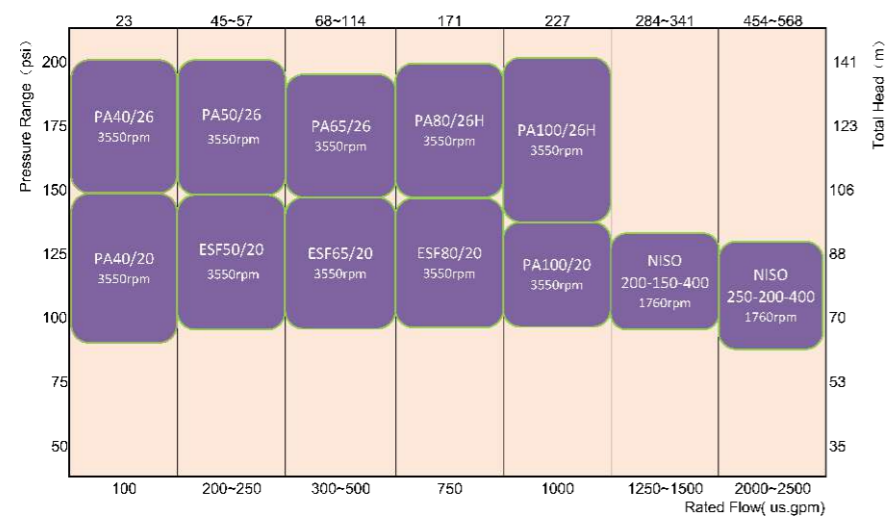 23 45~57 68~114 171 227 284~341 454~568
Pressure Range (psi)
200
175
150
125
100
75
50
PA40/26
3550rpm
PA50/26
3550rpm
PA65/26
3550rpm
PA80/26H
3550rpm
PA100/26H
3550rpm
PA40/20
3550rpm
ESF50/20
3550rpm
ESF65/20
3550rpm
ESF80/20
3550rpm
PA100/20
3550rpm
NISO
200-150-400
1760rpm
NISO
250-200-400
1760rpm
141
123
106
88
70
53
35
Total Head (m)
100 200~250 300~500 750 1000 1250~1500 2000~2500
Rated Flow( us.gpm)